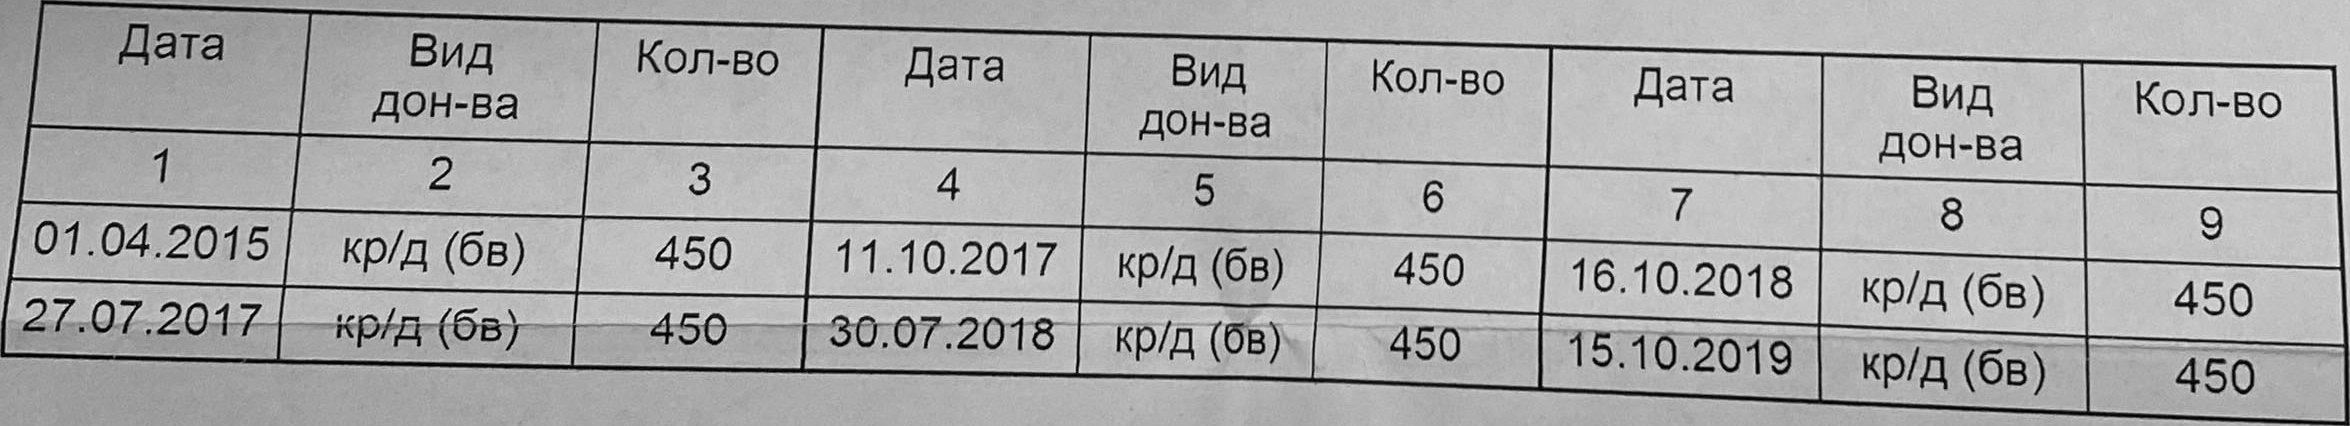 Дата Вид дон-ва Кол-во Дата Вид дон-ва Кол-во Дата Вид дон-ва Кол-во
1 2 3 4 5 6 7 8 9
01.04.2015 кр/д (бв) 450 11.10.2017 кр/д (бв) 450 16.10.2018 кр/д (бв) 450
27.07.2017 кр/д (бв) 450 30.07.2018 кр/д (бв) 450 15.10.2019 кр/д (бв) 450